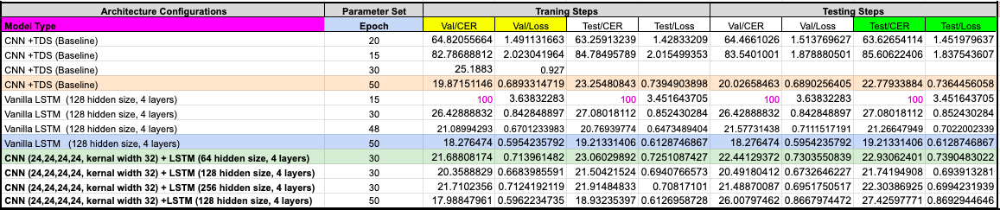 Architecture Configurations Parameter Set Traning Steps Testing Steps
Model Type Epoch Val/CER Val/Loss Test/CER Test/Loss Val/CER Val/Loss Test/CER Test/Loss
CNN +TDS (Baseline) 20 64.82055664 1.491131663 63.25913239 1.42833209 64.4661026 1.513769627 63.62654114 1.451979637
CNN +TDS (Baseline) 15 82.78688812 2.023041964 84.78495789 2.015499353 83.5401001 1.878880501 85.60622406 1.837543607
CNN +TDS (Baseline) 30 25.1883 0.927
CNN +TDS (Baseline) 50 19.87151146 0.6893314719 23.25480843 0.7394903898 20.02658463 0.6890256405 22.77933884 0.7364456058
Vanilla LSTM (128 hidden size, 4 layers) 15 100 3.63832283 100 3.451643705 100 3.63832283 100 3.451643705
Vanilla LSTM (128 hidden size, 4 layers) 30 26.42888832 0.842848897 27.08018112 0.852430284 26.42888832 0.842848897 27.08018112 0.852430284
Vanilla LSTM (128 hidden size, 4 layers) 48 21.08994293 0.6701233983 20.76939774 0.6473489404 21.57731438 0.7111517191 21.26647949 0.7022002339
Vanilla LSTM (128 hidden size, 4 layers) 50 18.276474 0.5954235792 19.21331406 0.6128746867 18.276474 0.5954235792 19.21331406 0.6128746867
CNN (24,24,24,24, kernal width 32) + LSTM (64 hidden size, 4 layers) 30 21.68808174 0.713961482 23.06029892 0.7251087427 22.44129372 0.7303550839 22.93062401 0.7390483022
CNN (24,24,24,24, kernal width 32) + LSTM (128 hidden size, 4 layers) 30 20.3588829 0.6683985591 21.50421524 0.6940766573 20.49180412 0.6732646227 21.74194908 0.693913281
CNN (24,24,24,24, kernal width 32) + LSTM (256 hidden size, 4 layers) 30 21.7102356 0.7124192119 21.91484833 0.70817101 21.48870087 0.6951750517 22.30386925 0.6994231939
CNN (24,24,24,24, kernal width 32) +LSTM (128 hidden size, 4 layers) 50 17.98847961 0.5962234735 18.93235397 0.6126958728 26.00797462 0.8667974472 27.42597771 0.8692944646